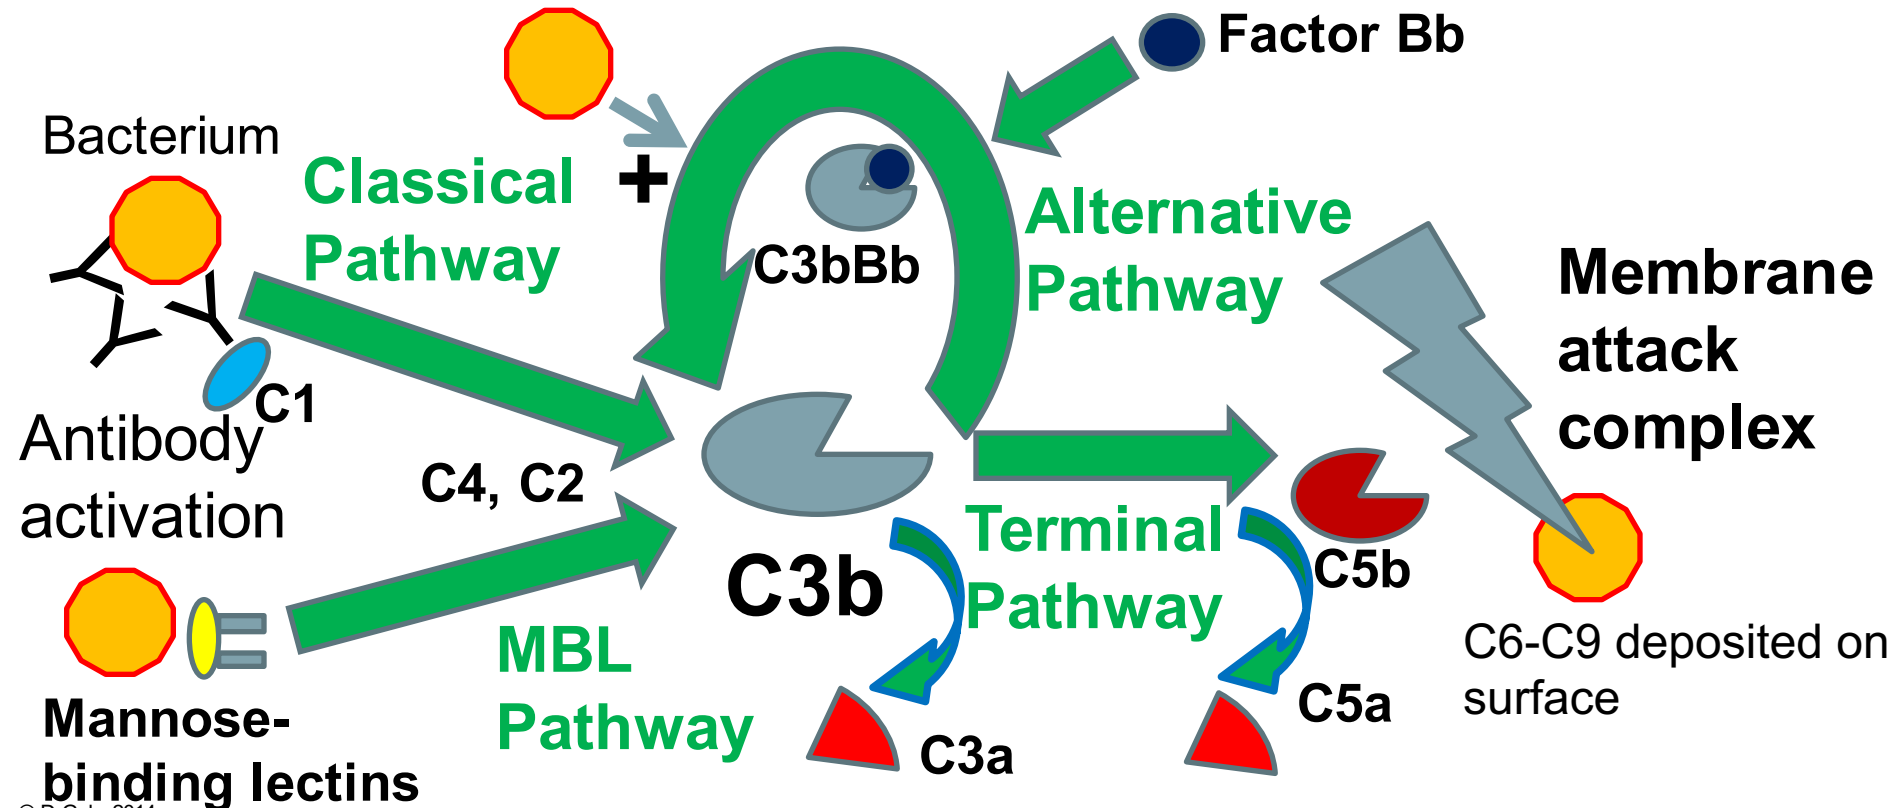 Factor Bb
Bacterium
Classical
Pathway
+
C3bBb
Alternative
Pathway
Membrane
attack
complex
C1
Antibody
activation
C4, C2
C3b
Terminal
Pathway
C5b
MBL
Pathway
C6-C9 deposited on
surface
C5a
C3a
Mannose-
binding lectins